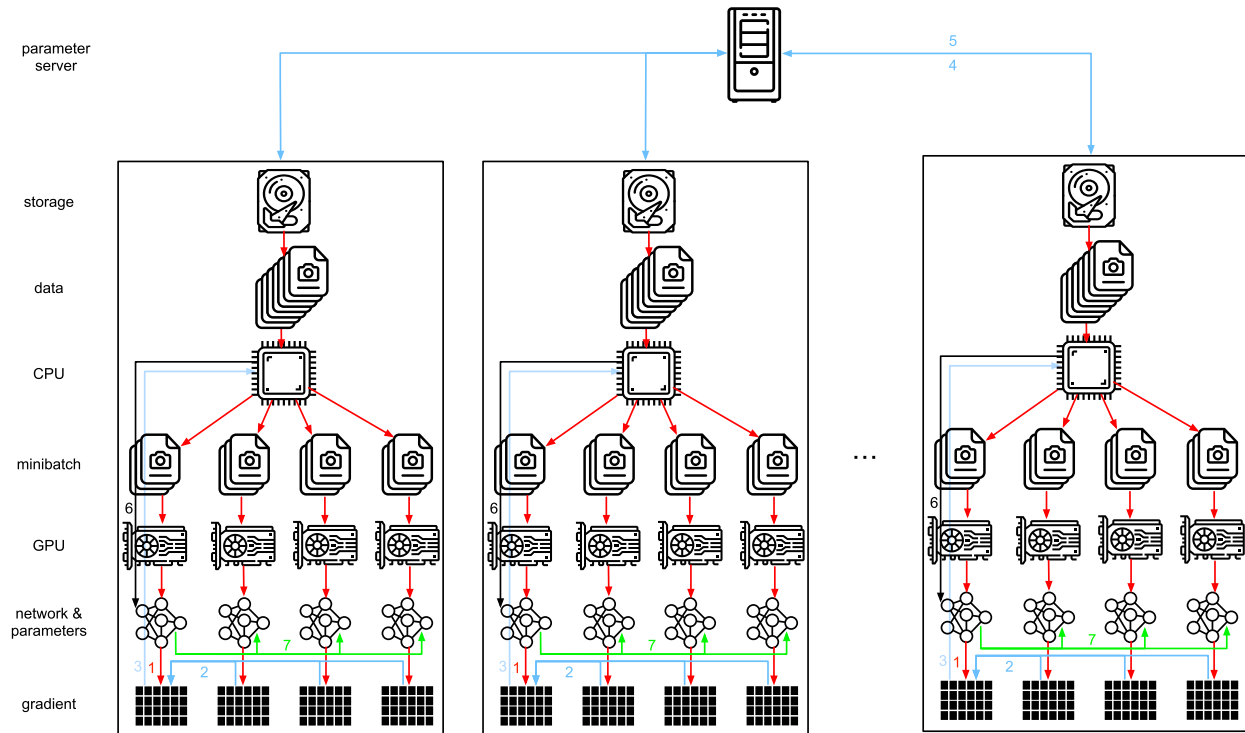 parameter
server
5
4
storage
data
CPU
minibatch
...
6
6
6
GPU
network &
parameters
7
7
7
3
1
2
3
1
2
3
1
2
gradient